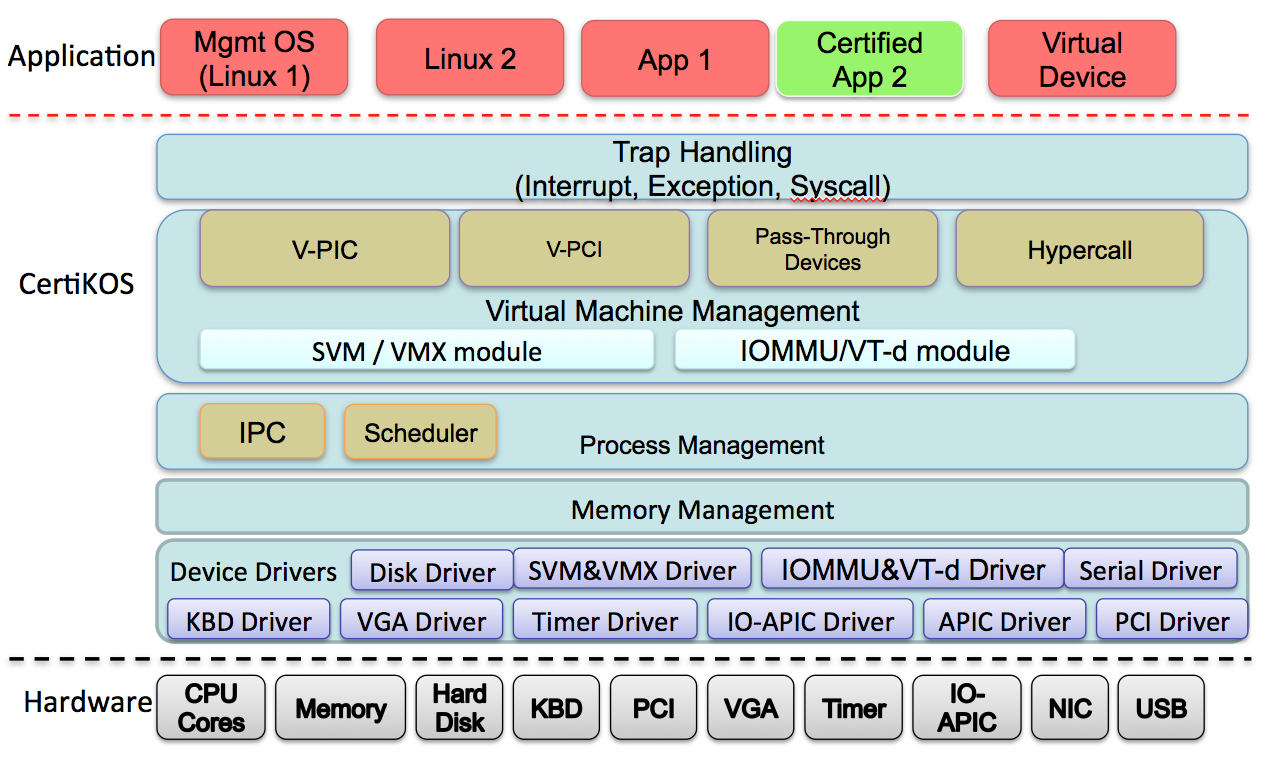 Application
Mgmt OS
(Linux 1)
Linux 2
App 1
Certified
App 2
Virtual
Device
Trap Handling
(Interrupt, Exception, Syscall)
CertiKOS
V-PIC
V-PCI
Pass-Through
Devices
Hypercall
Virtual Machine Management
SVM / VMX module
IOMMU/VT-d module
IPC
Scheduler
Process Management
Memory Management
Device Drivers
Disk Driver
SVM&VMX Driver
IOMMU&VT-d Driver
Serial Driver
KBD Driver
VGA Driver
Timer Driver
IO-APIC Driver
APIC Driver
PCI Driver
Hardware
CPU
Cores
Memory
Hard
Disk
KBD
PCI
VGA
Timer
IO-
APIC
NIC
USB